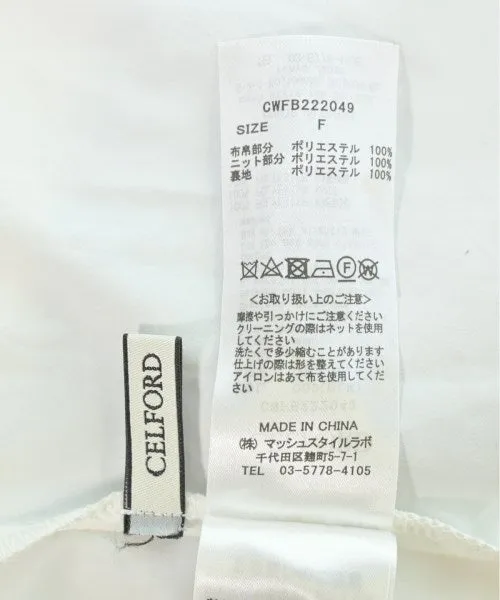 CWFB222049
SIZE F
布帛部分 ポリエステル 100%
ニット部分 ポリエステル 100%
裏地 ポリエステル 100%
F
W
<お取り扱い上のご注意>
摩擦や引っかけにご注意ください
クリーニングの際はネットを使用
してください
洗たくで多少縮むことがあります
仕上げの際は形を整えてください
アイロンはあて布を使用してくだ
さい
MADE IN CHINA
(株) マッシュスタイルラボ
千代田区麹町5-7-1
TEL 03-5778-4105
CELFORD